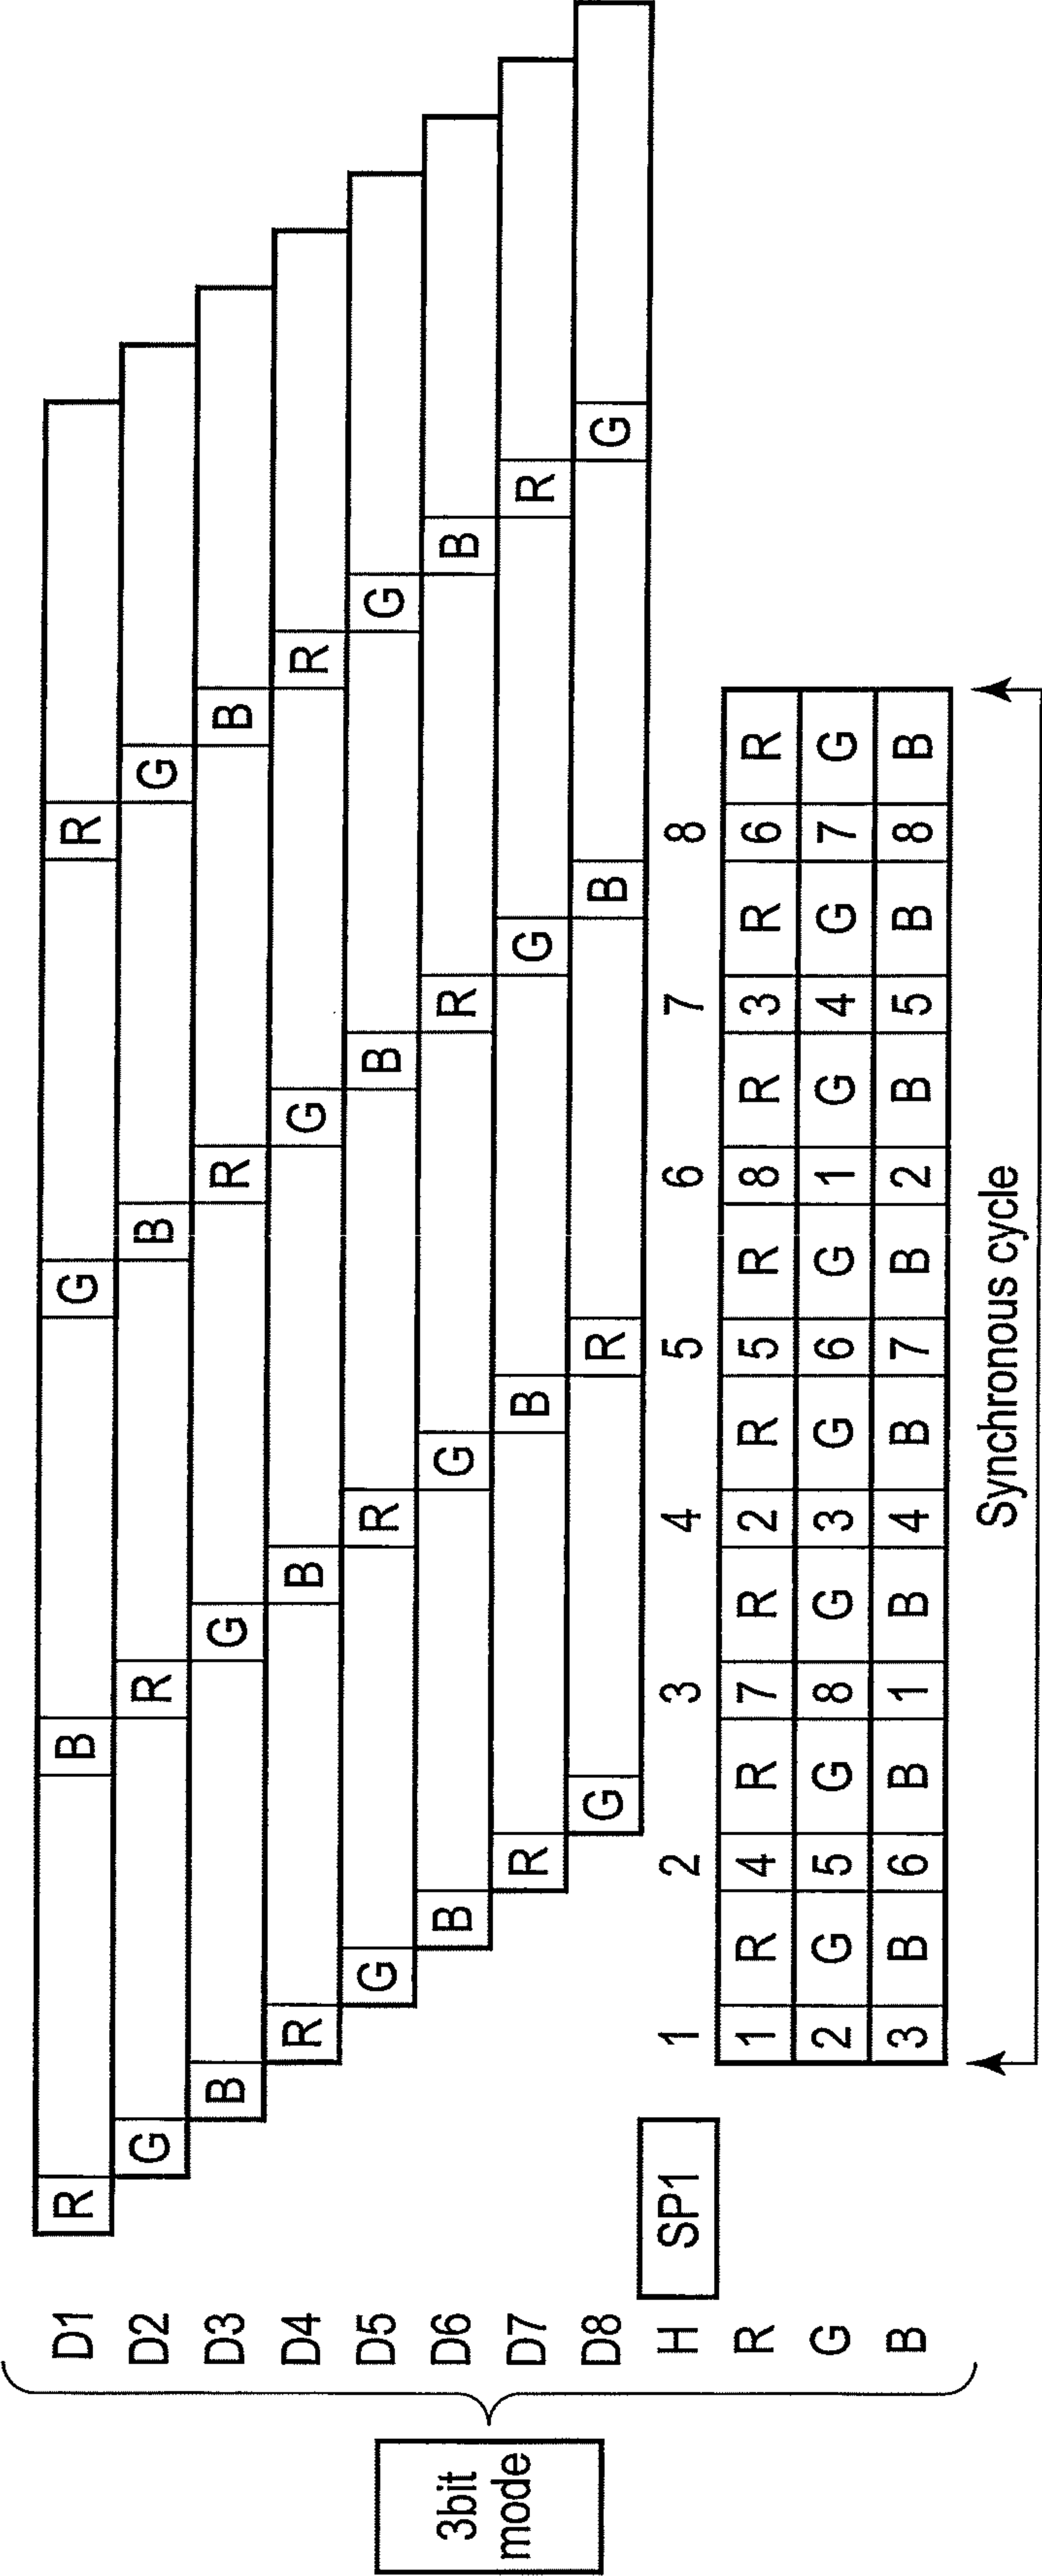 3bit
mode
D1 R B G R
D2 G R B G
D3 B G R B
D4 R B G R
D5 G R B G
D6 B G R B
D7 R B G R
D8 G R B G
H SP1 1 2 3 4 5 6 7 8
R 1 R 4 R 7 R 2 R 5 R 8 R 3 R 6 R
G 2 G 5 G 8 G 3 G 6 G 1 G 4 G 7 G
B 3 B 6 B 1 B 4 B 7 B 2 B 5 B 8 B
Synchronous cycle